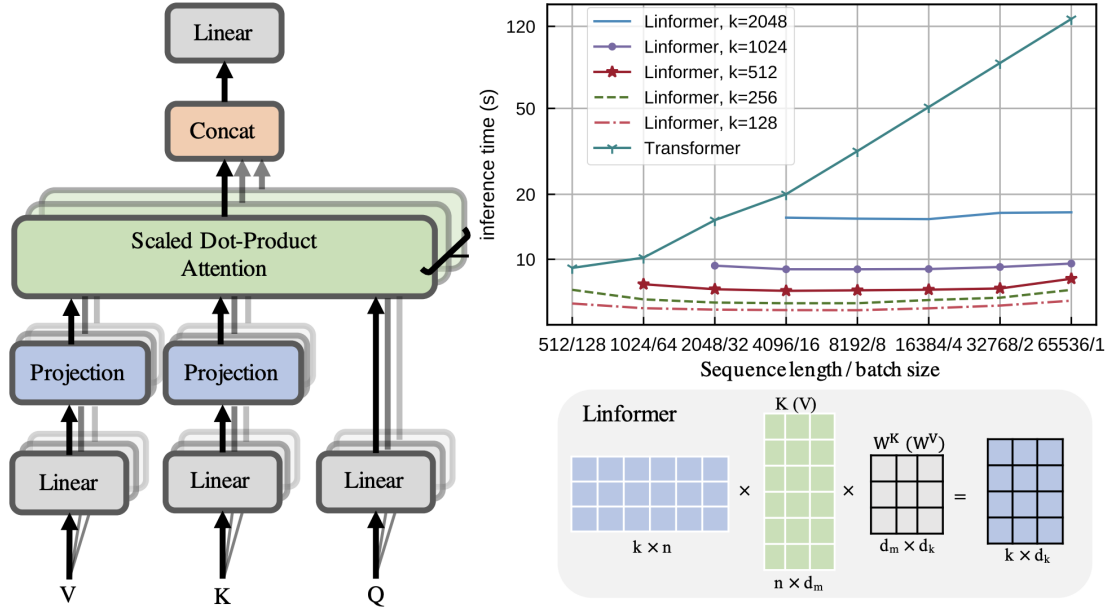 Linear
Concat
Scaled Dot-Product
Attention
Projection
Projection
Linear
Linear
Linear
V
K
Q
inference time (s)
120
50
20
10
Linformer, k=2048
Linformer, k=1024
Linformer, k=512
Linformer, k=256
Linformer, k=128
Transformer
512/128 1024/64 2048/32 4096/16 8192/8 16384/4 32768/2 65536/1
Sequence length / batch size
Linformer
K (V)
W^K (W^V)
× × =
k × n
n × d_m
d_m × d_k
k × d_k